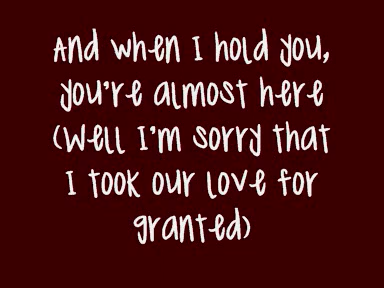 And when I hold you,
you're almost here
(Well I'm sorry that
I took our love for
granted)